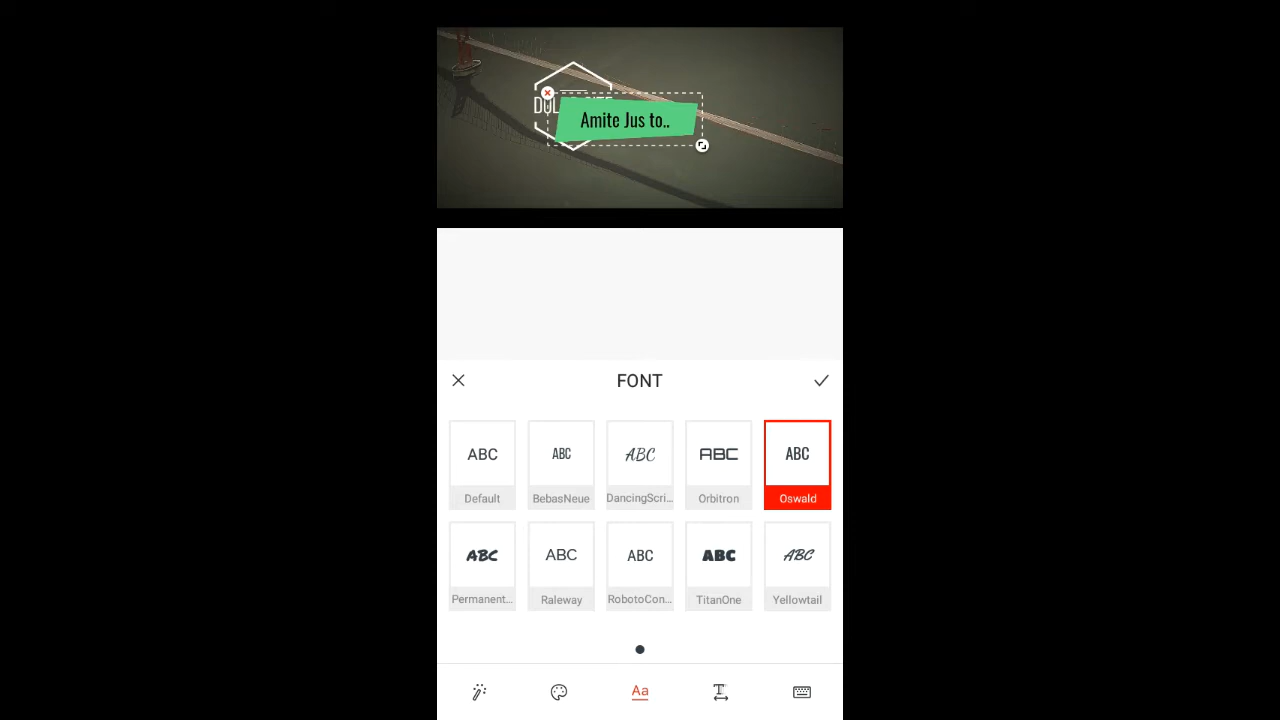 Amite Jus to..
FONT
ABC ABC ABC ABC ABC
Default BebasNeue DancingScri... Orbitron Oswald
ABC ABC ABC ABC ABC
Permanent... Raleway RobotoCon... TitanOne Yellowtail
Aa